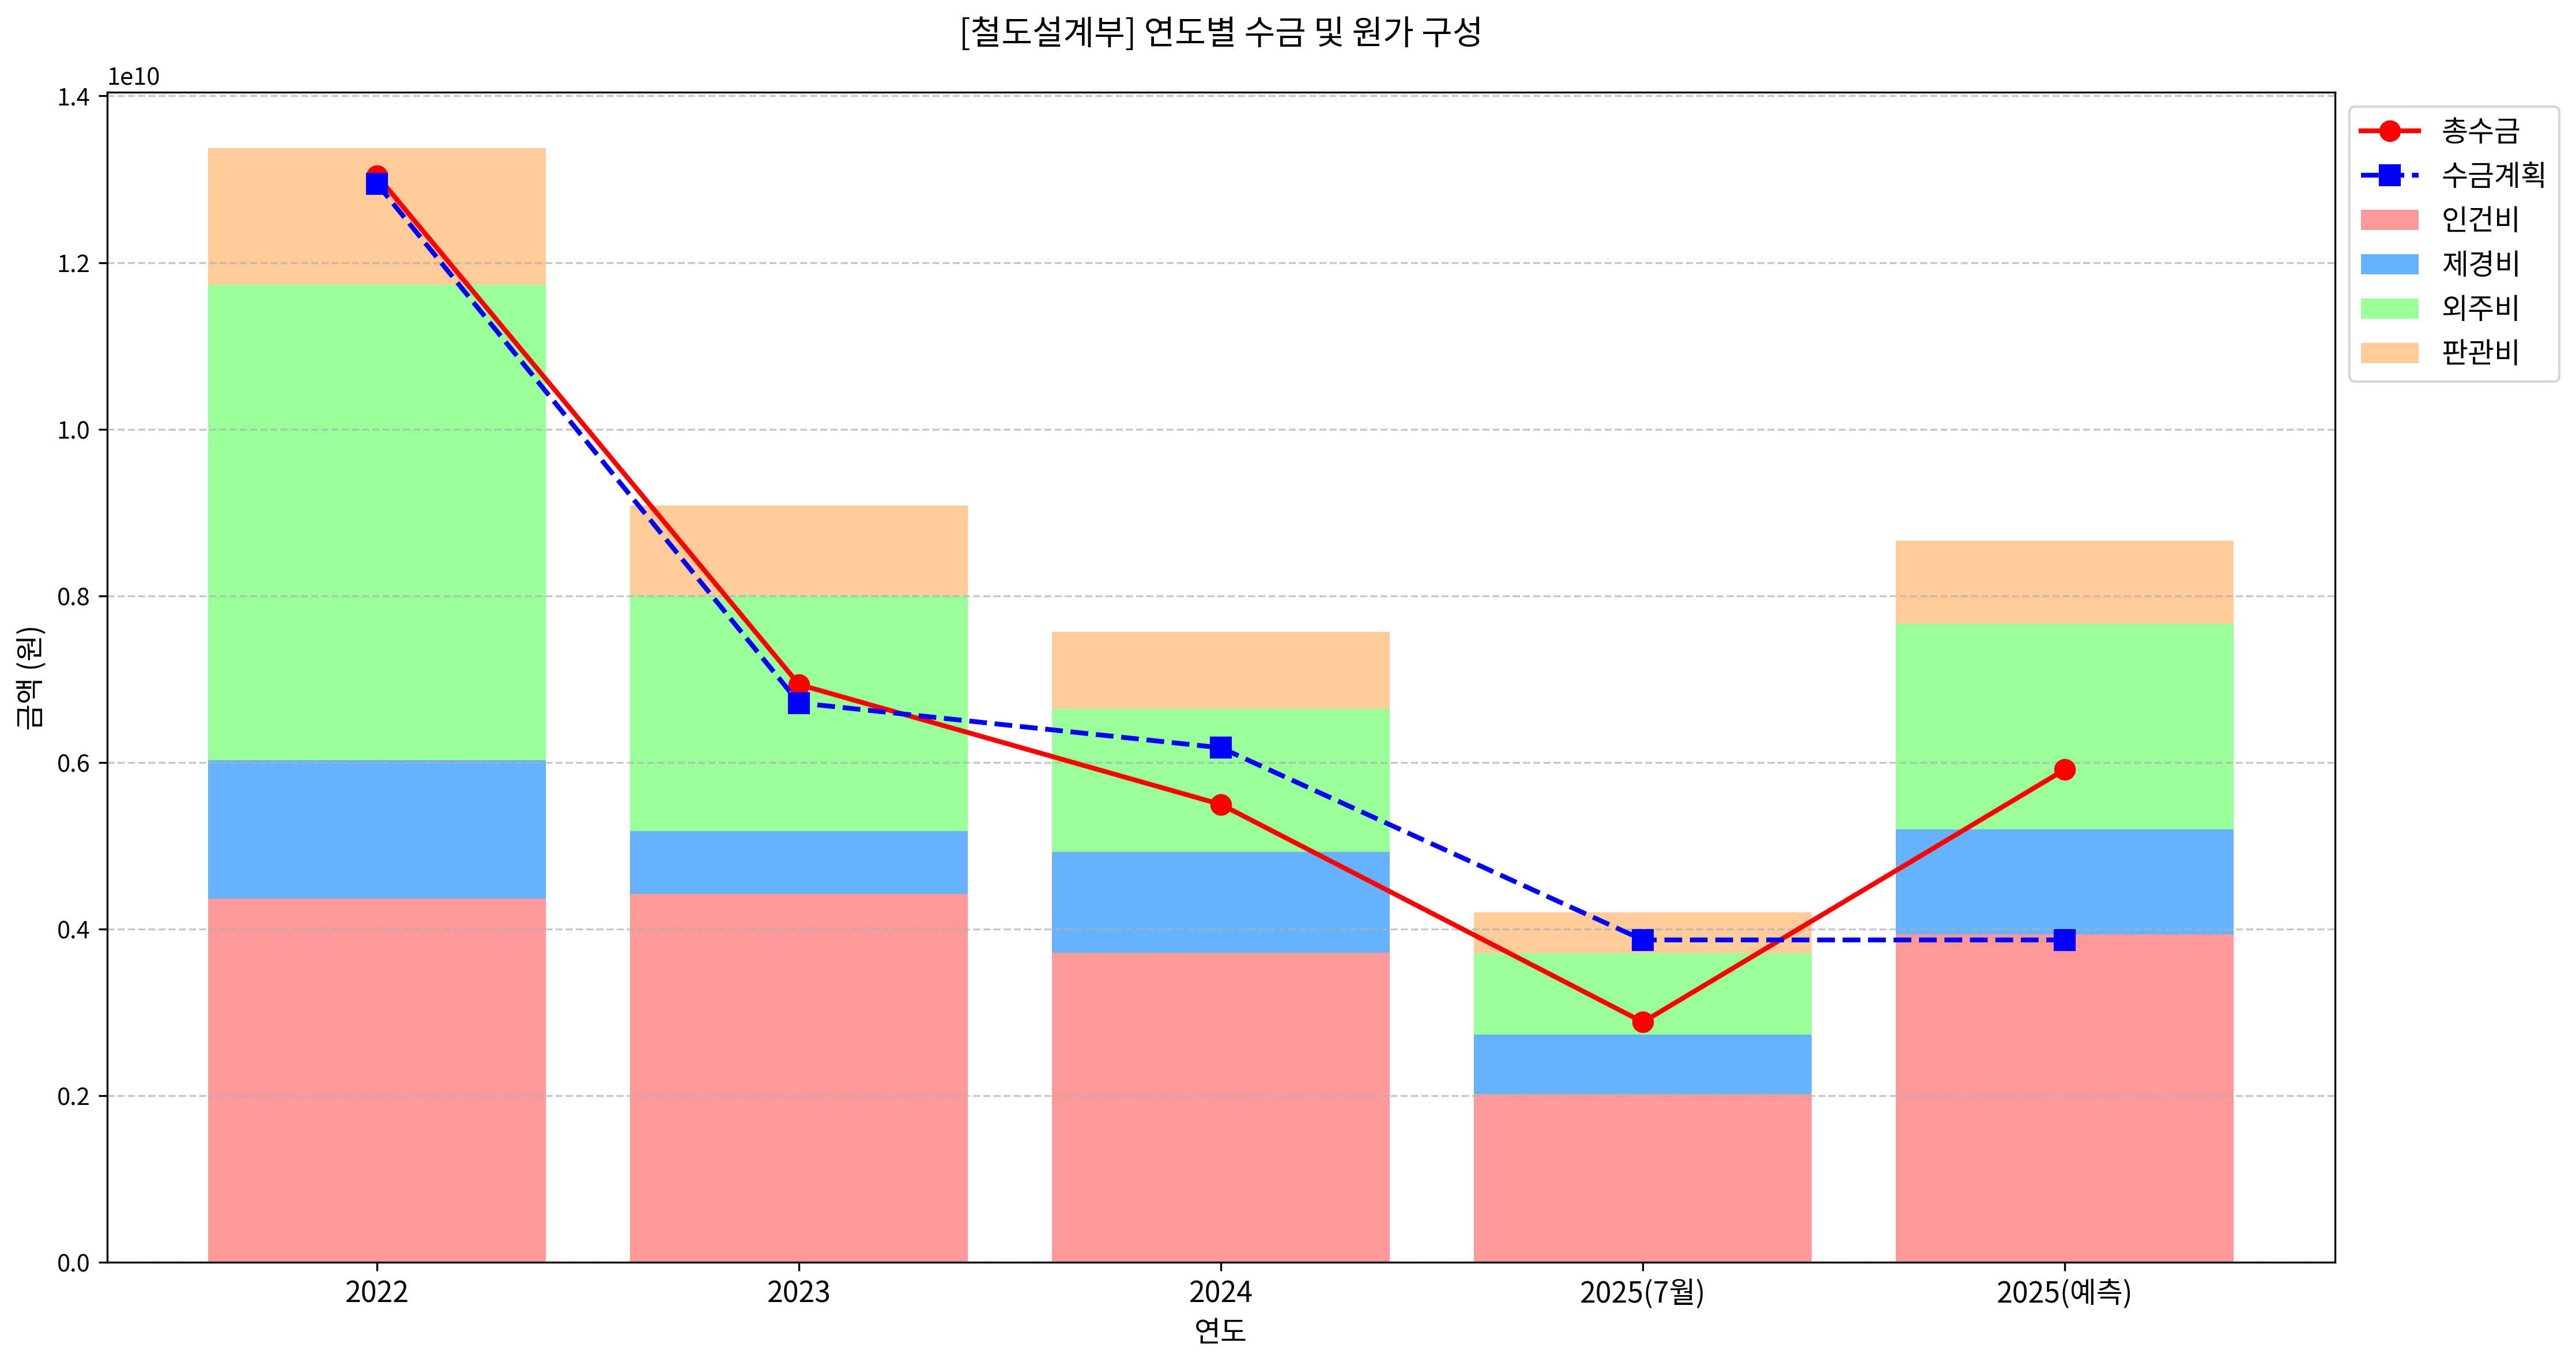 [철도설계부] 연도별 수금 및 원가 구성
1e10
1.4
1.2
1.0
0.8
0.6
0.4
0.2
0.0
금액 (원)
2022
2023
2024
2025(7월)
2025(예측)
연도
총수금
수금계획
인건비
제경비
외주비
판관비